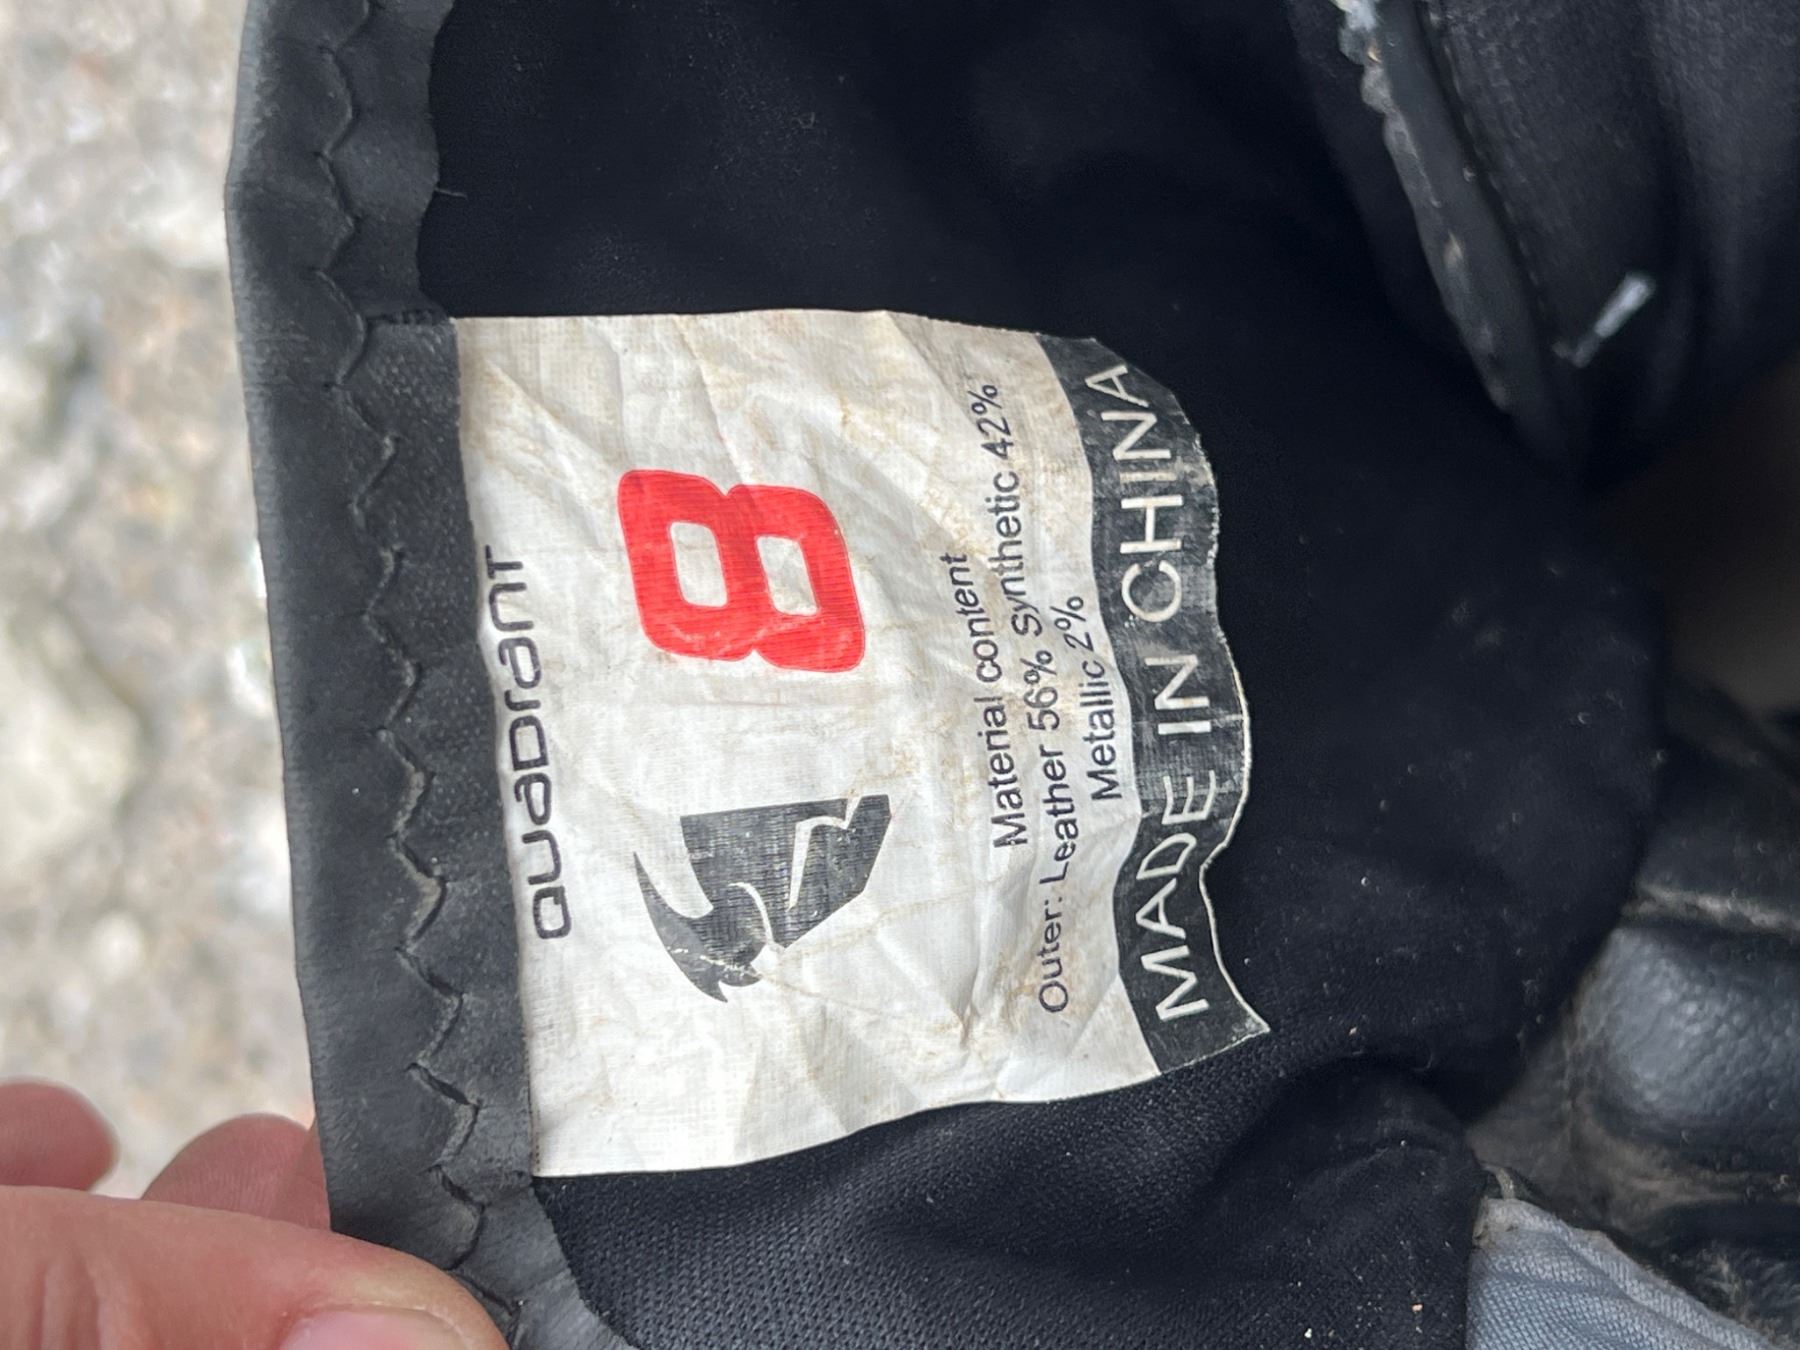 QUADrAnT
8
Material content
Outer: Leather 56% Synthetic 42%
Metallic 2%
MADE IN CHINA